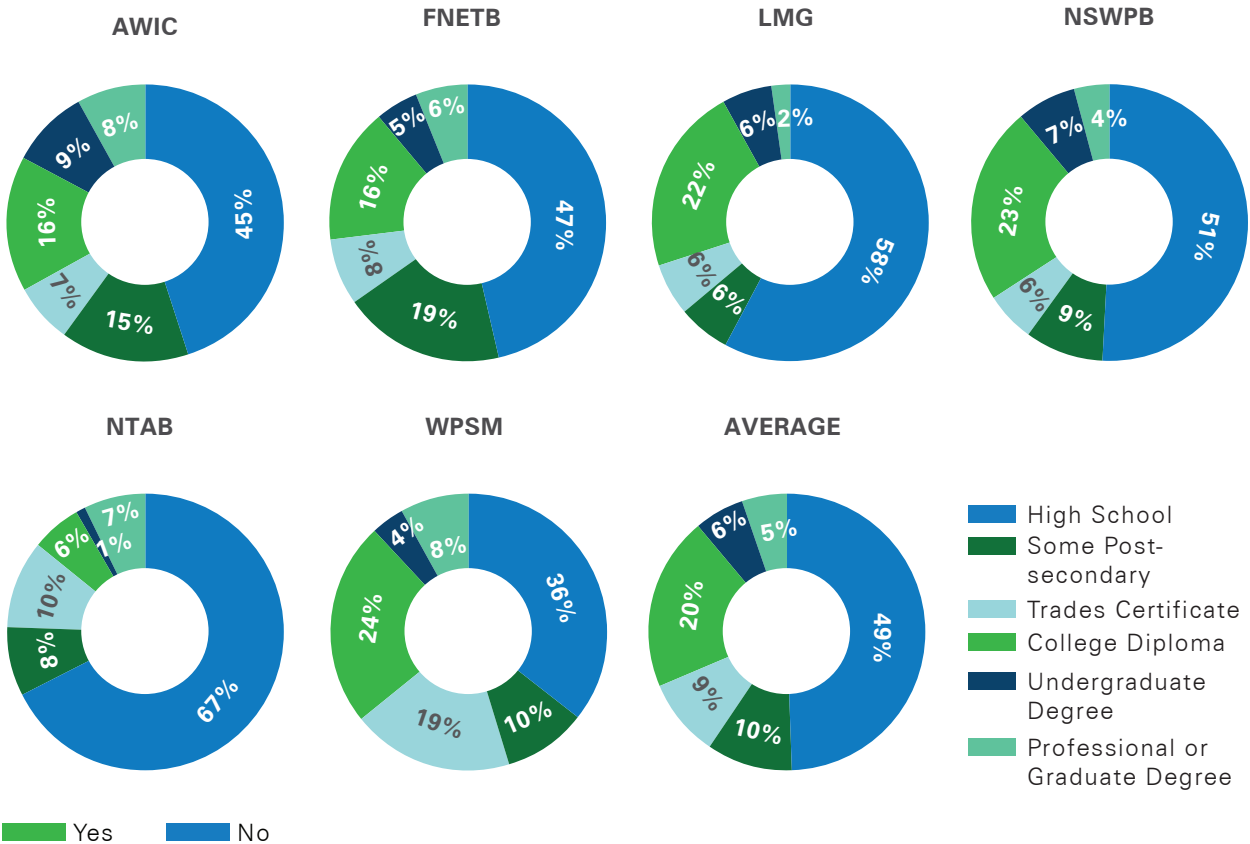 AWIC
FNETB
LMG
NSWPB
8%
9%
16%
7%
15%
45%
6%
5%
16%
8%
19%
47%
2%
6%
22%
6%
6%
58%
4%
7%
23%
6%
9%
51%
NTAB
WPSM
AVERAGE
7%
1%
6%
10%
8%
67%
8%
4%
24%
19%
10%
36%
5%
6%
20%
9%
10%
49%
High School
Some Post-
secondary
Trades Certificate
College Diploma
Undergraduate
Degree
Professional or
Graduate Degree
Yes
No